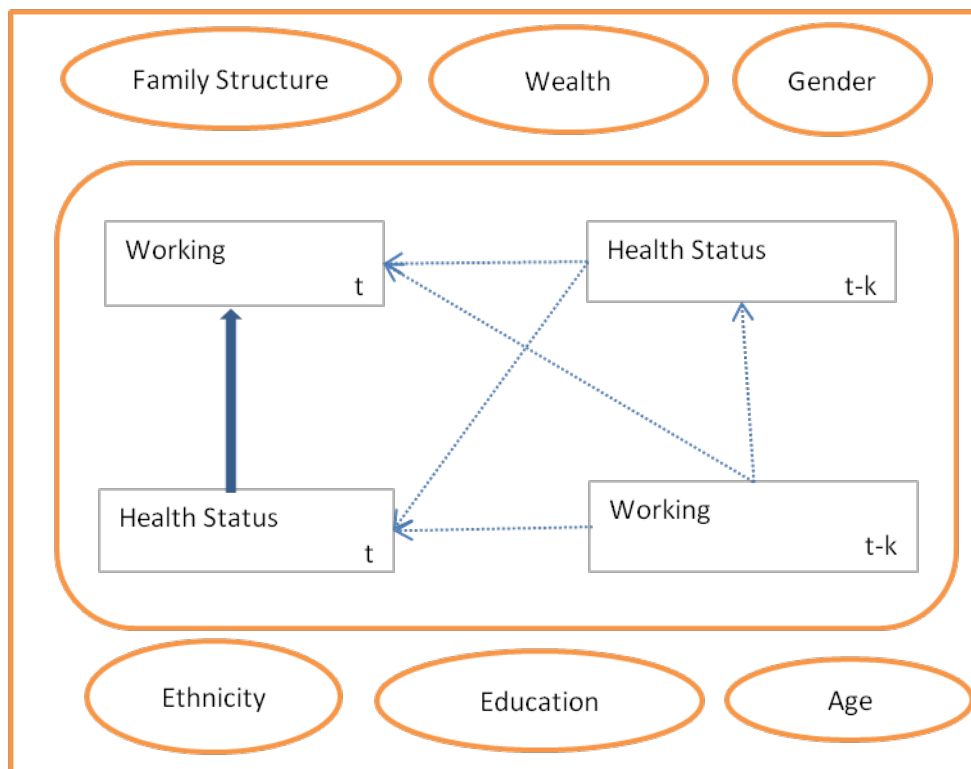 Family Structure
Wealth
Gender
Working
t
Health Status
t-k
Health Status
t
Working
t-k
Ethnicity
Education
Age